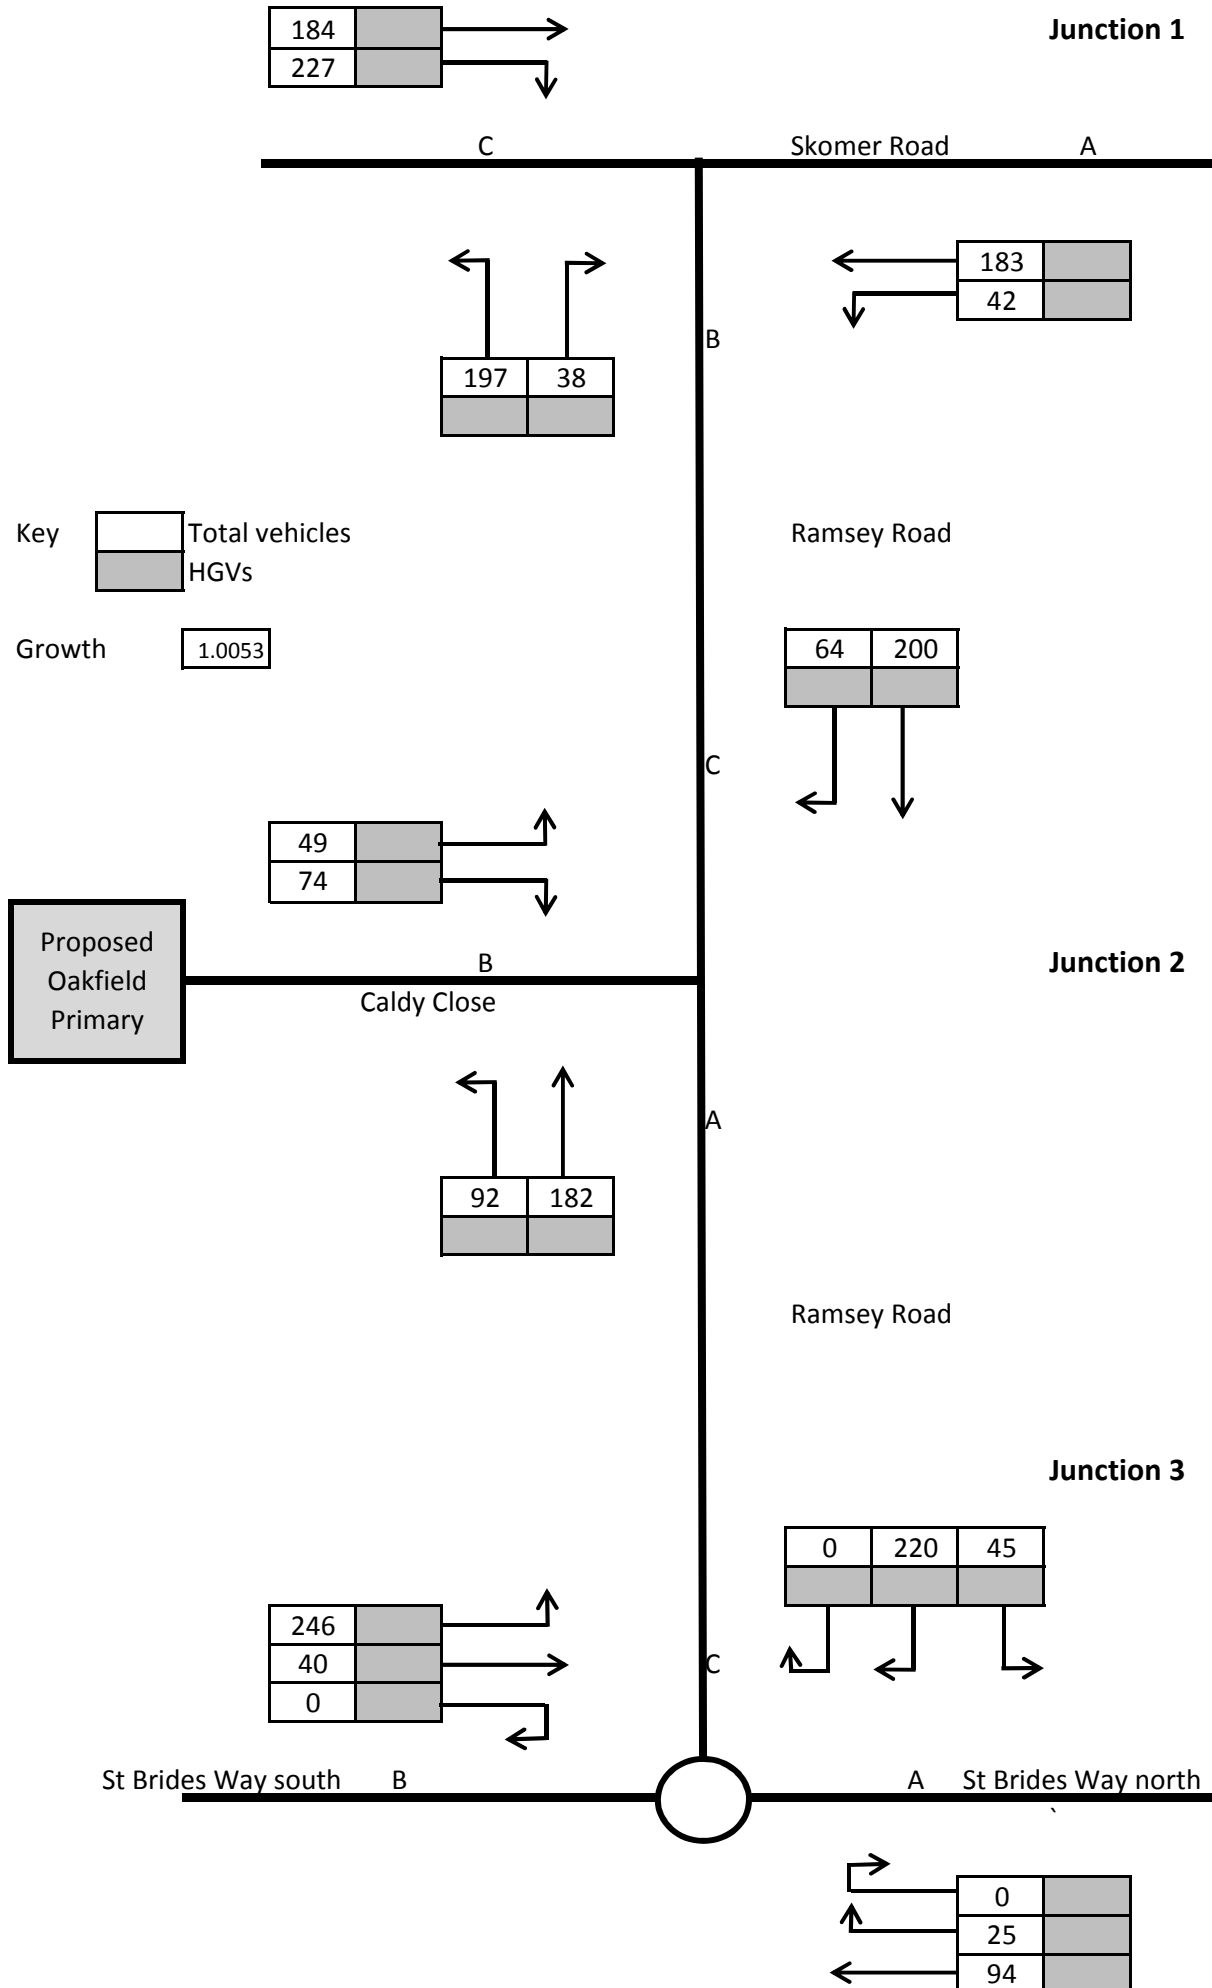 184
Junction 1
227
C Skomer Road A
183
42
B
197 38
Key Total vehicles
HGVs
Ramsey Road
Growth 1.0053
64 200
C
49
74
Proposed
Oakfield
Primary
B
Junction 2
Caldy Close
A
92 182
Ramsey Road
Junction 3
0 220 45
246
40
0
C
St Brides Way south B A St Brides Way north
`
0
25
94